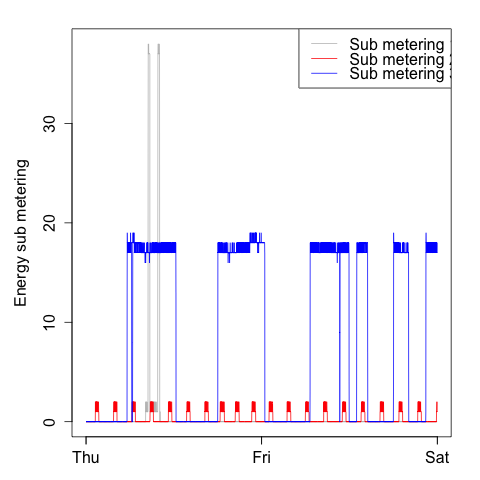 Sub metering
Sub metering
Sub metering
Energy sub metering
30
20
10
0
Thu Fri Sat